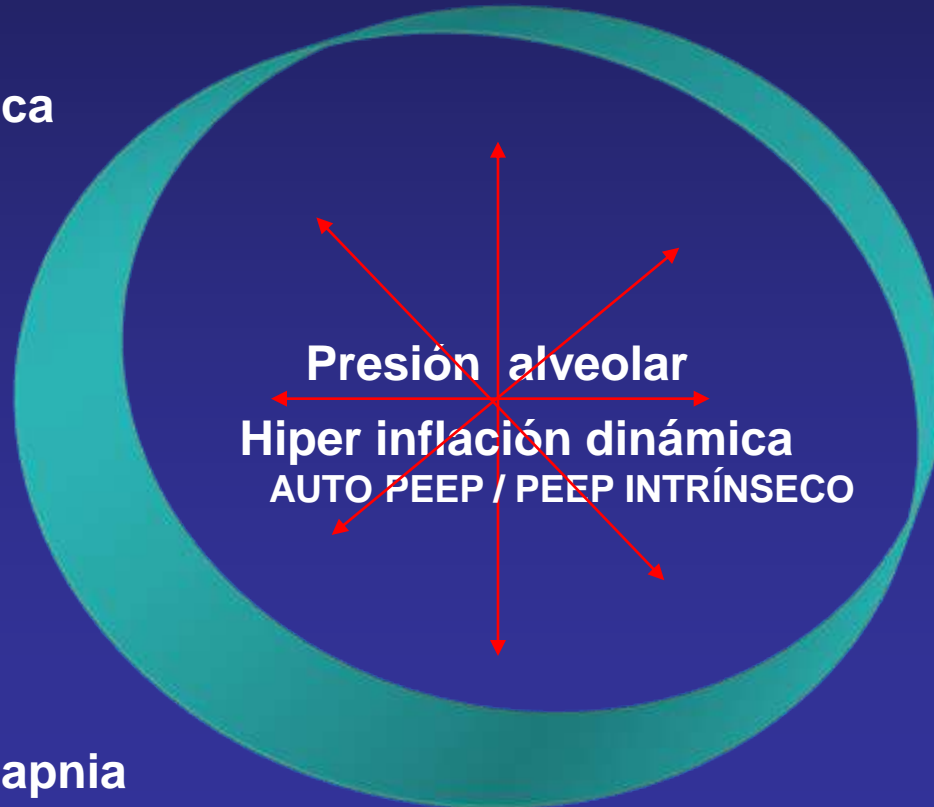 ca
Presión alveolar
Hiper inflación dinámica
AUTO PEEP / PEEP INTRÍNSECO
apnia